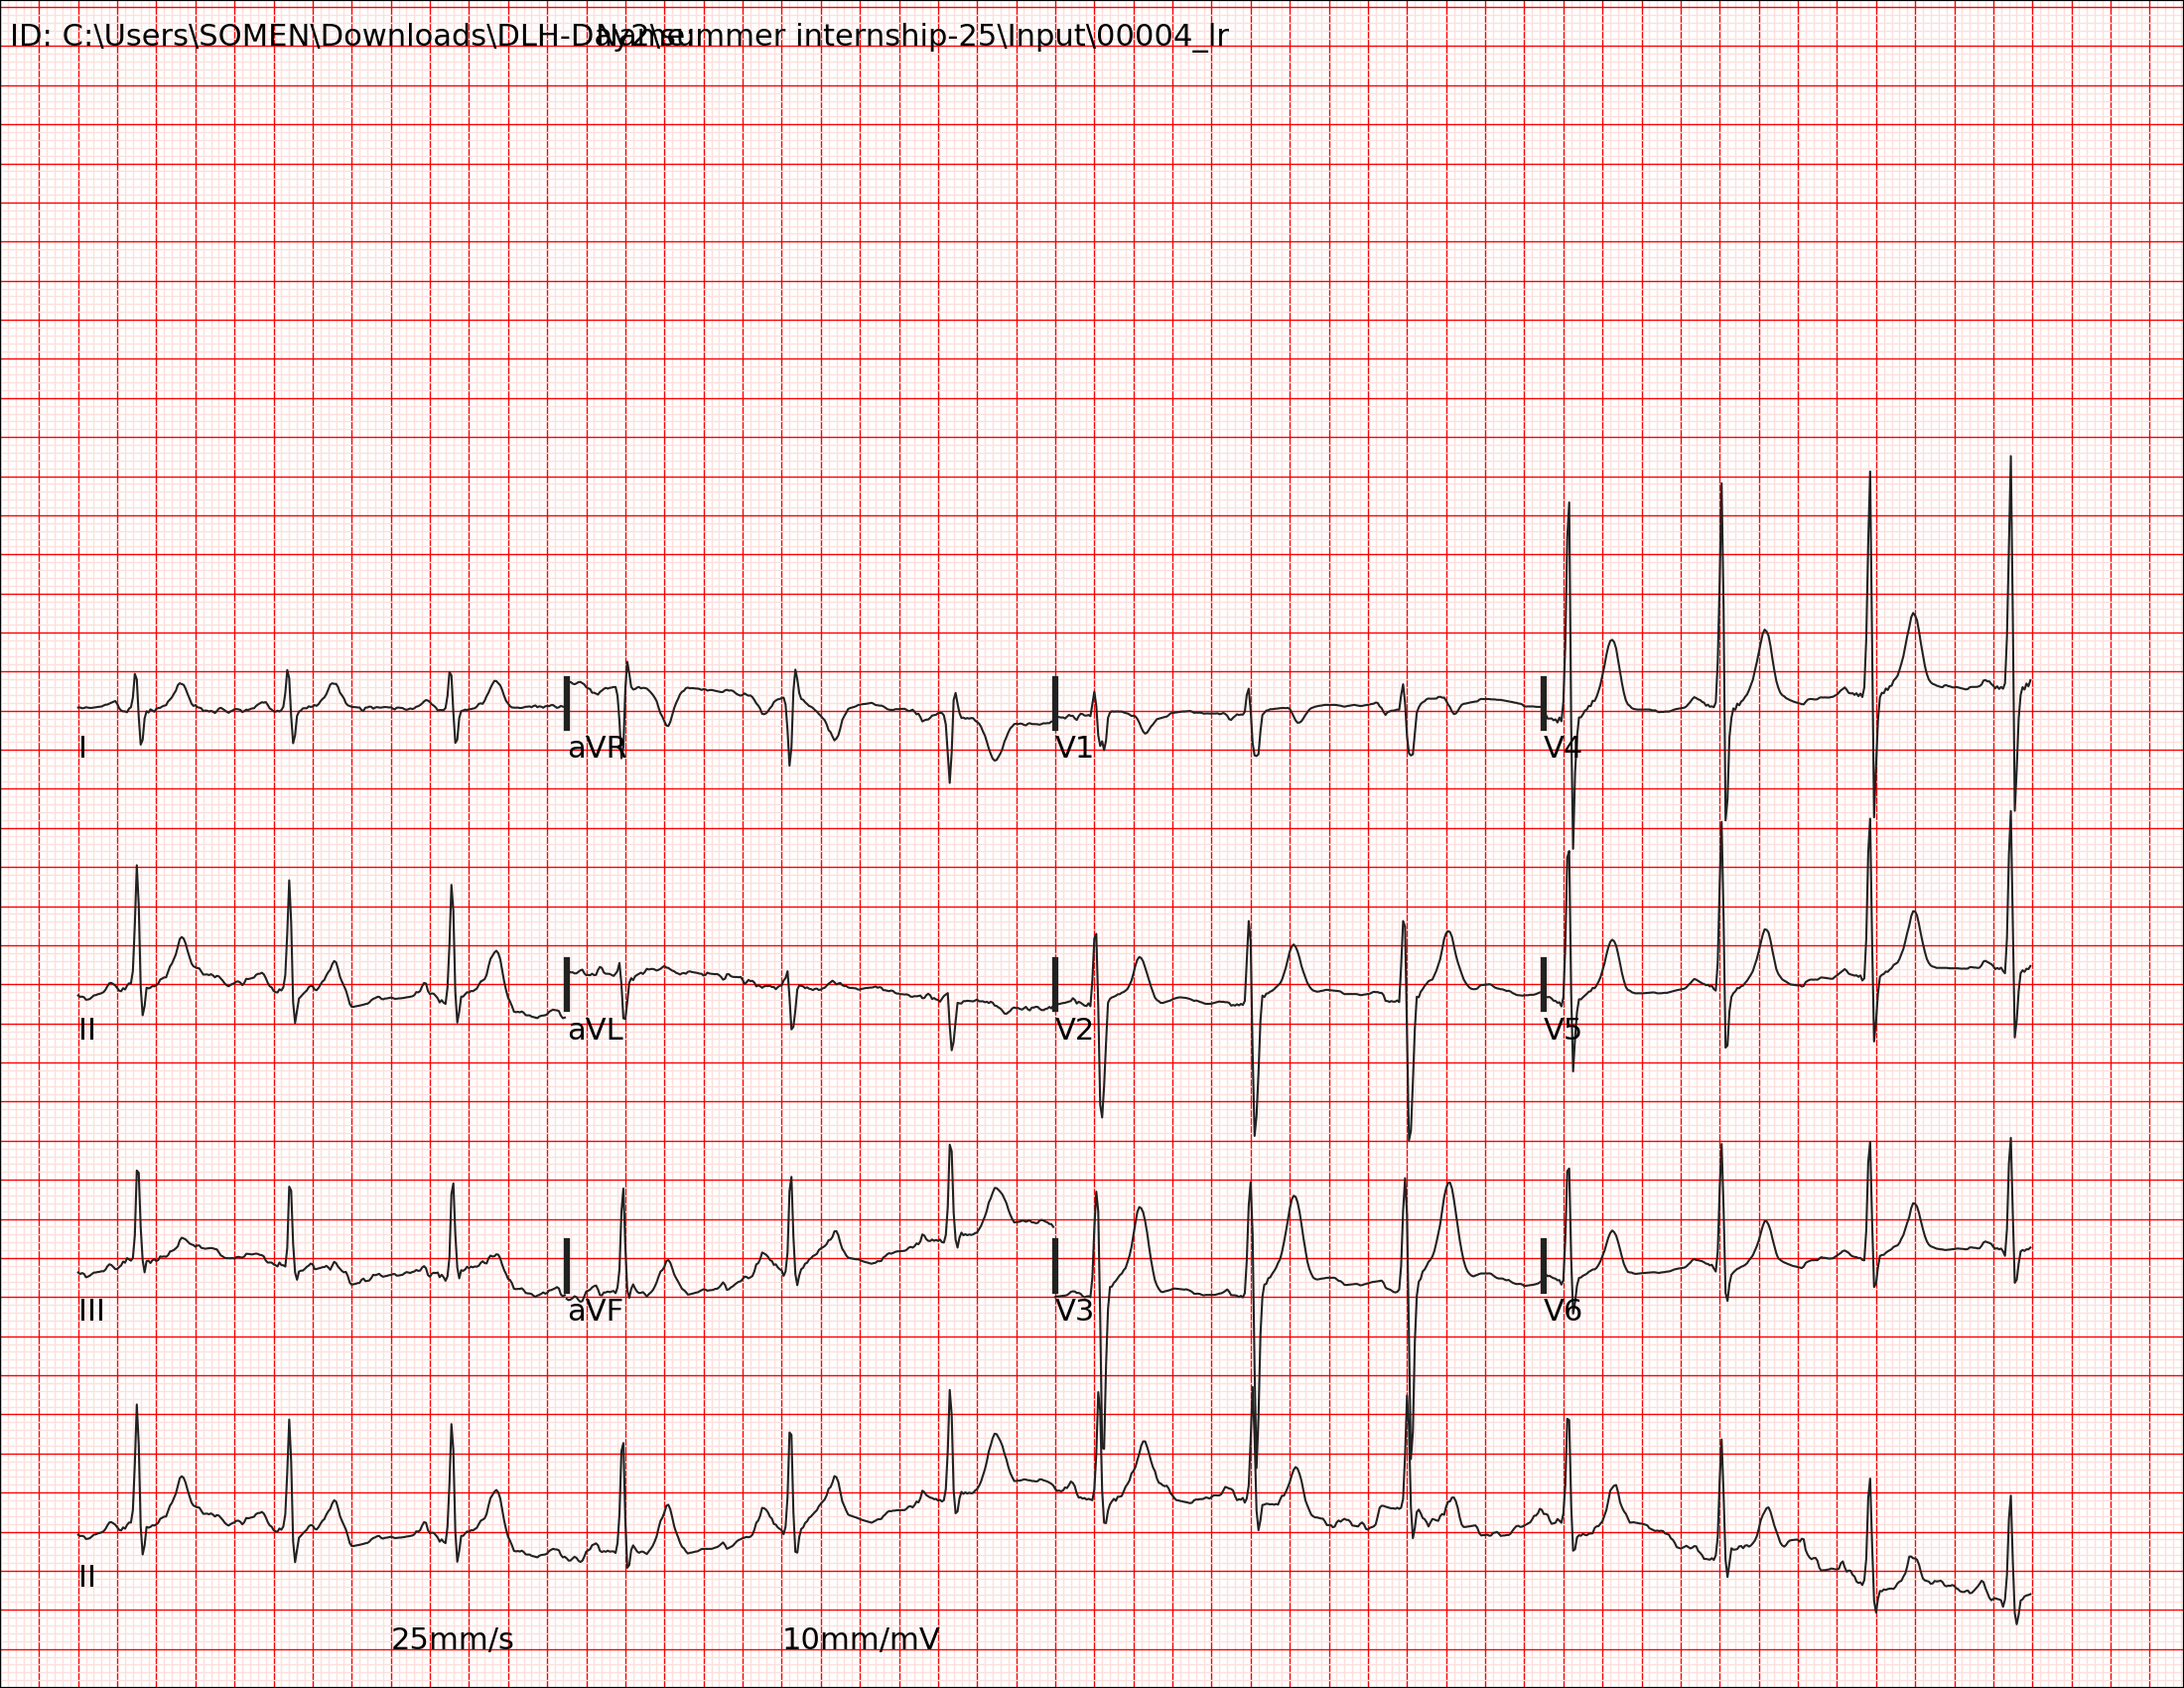 ID: C:\Users\SOMEN\Downloads\DLH-Day2\summer internship-25\Input\00004_lr
Name:
I aVR V1 V4
II aVL V2 V5
III aVF V3 V6
II
25mm/s 10mm/mV